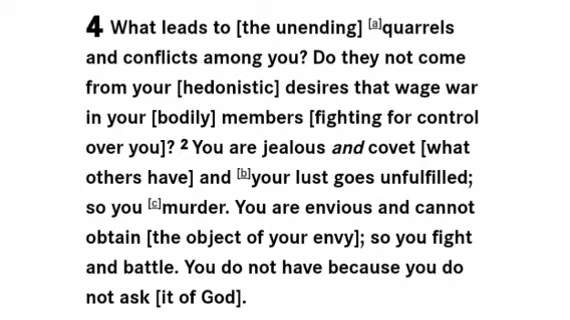 4 What leads to [the unending] [a]quarrels
and conflicts among you? Do they not come
from your [hedonistic] desires that wage war
in your [bodily] members [fighting for control
over you]? 2 You are jealous and covet [what
others have] and [b]your lust goes unfulfilled;
so you [c]murder. You are envious and cannot
obtain [the object of your envy]; so you fight
and battle. You do not have because you do
not ask [it of God].